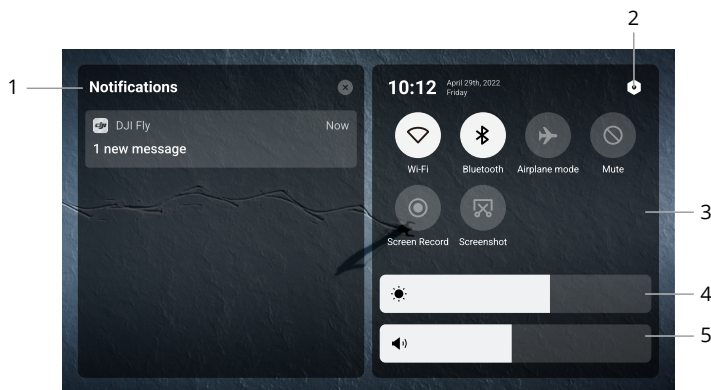 2
1
Notifications
DJI Fly
Now
1 new message
10:12
April 29th, 2022
Friday
Wi-Fi
Bluetooth
Airplane mode
Mute
Screen Record
Screenshot
3
4
5